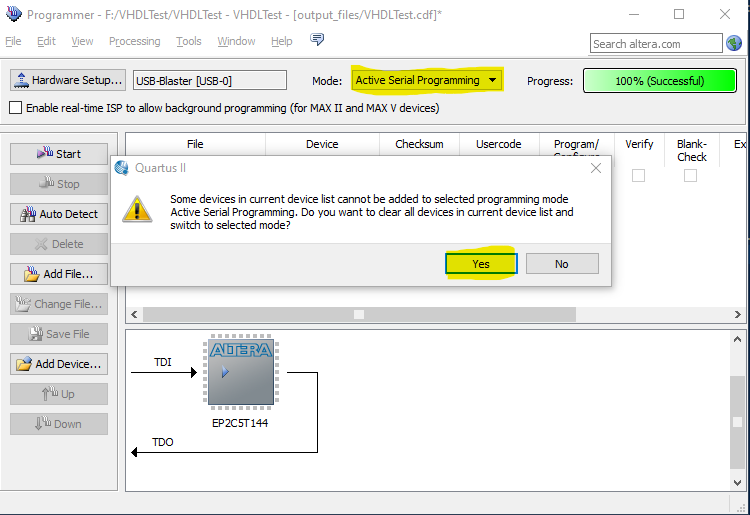 Programmer - F:/VHDLTest/VHDLTest - VHDLTest - [output_files/VHDLTest.cdf]*
File Edit View Processing Tools Window Help
Search altera.com
Hardware Setup... USB-Blaster [USB-0] Mode: Active Serial Programming Progress: 100% (Successful)
Enable real-time ISP to allow background programming (for MAX II and MAX V devices)
Start
Stop
Auto Detect
Delete
Add File...
Change File...
Save File
Add Device...
Up
Down
File Device Checksum Usercode Program/ Verify Blank- Ex
Check
Quartus II
Some devices in current device list cannot be added to selected programming mode
Active Serial Programming. Do you want to clear all devices in current device list and
switch to selected mode?
Yes No
TDI
ALTERA
EP2C5T144
TDO